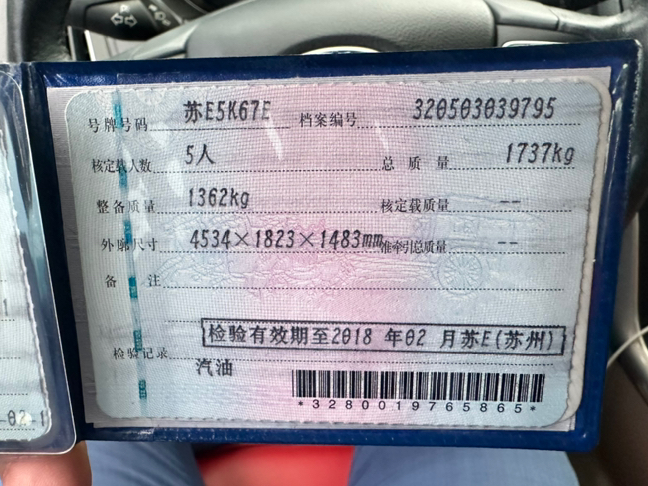 号牌号码 苏E5K67E 档案编号 320503039795
核定载人数 5人 总质量 1737kg
整备质量 1362kg 核定载质量 --
外廓尺寸 4534×1823×1483mm 准牵引总质量 --
备注
检验有效期至2018 年02 月苏E(苏州)
检验记录
汽油
*3280019765865*
-02-1